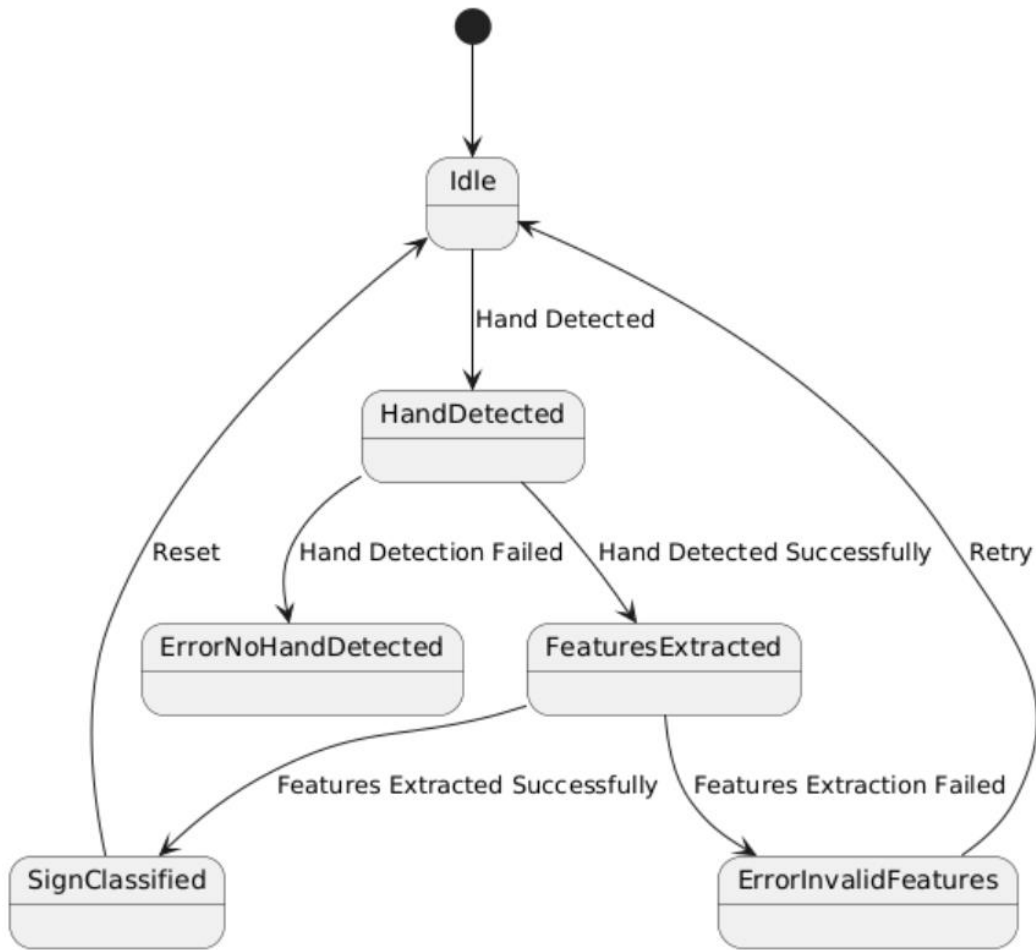 Idle
Hand Detected
HandDetected
Reset
Hand Detection Failed
Hand Detected Successfully
Retry
ErrorNoHandDetected
FeaturesExtracted
Features Extracted Successfully
Features Extraction Failed
SignClassified
ErrorInvalidFeatures